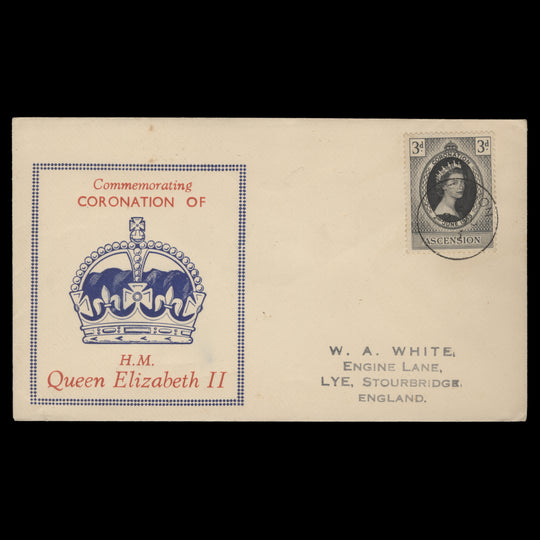 Commemorating
CORONATION OF
H.M.
Queen Elizabeth II
3d. 3d.
CORONATION
ASCENSION
W. A. WHITE,
ENGINE LANE,
LYE, STOURBRIDGE.
ENGLAND.